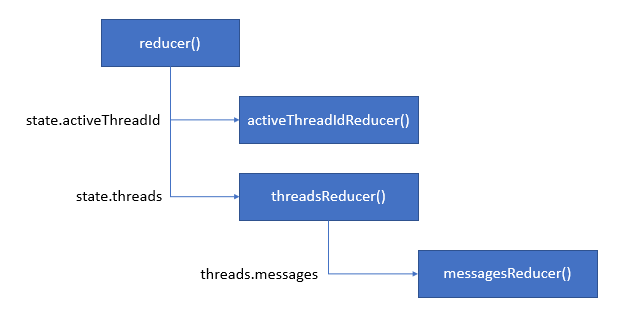 reducer()
state.activeThreadId
activeThreadIdReducer()
state.threads
threadsReducer()
threads.messages
messagesReducer()